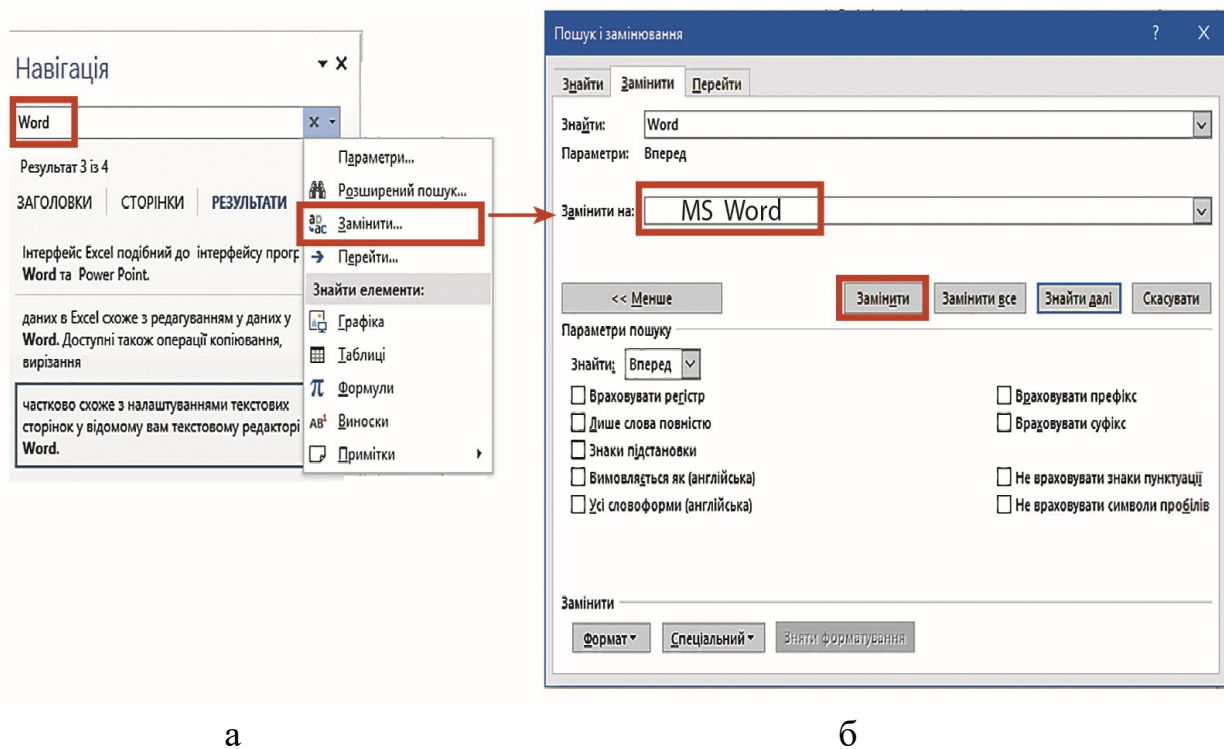 Навігація
Word
Результат 3 із 4
ЗАГОЛОВКИ СТОРІНКИ РЕЗУЛЬТАТИ
Інтерфейс Excel подібний до інтерфейсу прогр
Word та Power Point.
даних в Excel схоже з редагуванням у даних у
Word. Доступні також операції копіювання,
вирізання
частково схоже з налаштуваннями текстових
сторінок у відомому вам текстовому редакторі
Word.
Параметри...
Розширений пошук...
Замінити...
Перейти...
Знайти елементи:
Графіка
Таблиці
Формули
Виноски
Примітки
а
Пошук і замінювання
Знайти Замінити Перейти
Знайти: Word
Параметри: Вперед
Замінити на: MS Word
<< Менше Замінити Замінити все Знайти далі Скасувати
Параметри пошуку
Знайти: Вперед
Враховувати регістр Враховувати префікс
Лише слова повністю Враховувати суфікс
Знаки підстановки
Вимовляється як (англійська) Не враховувати знаки пунктуації
Усі словоформи (англійська) Не враховувати символи пробілів
Замінити
Формат Спеціальний Зняти форматування
б